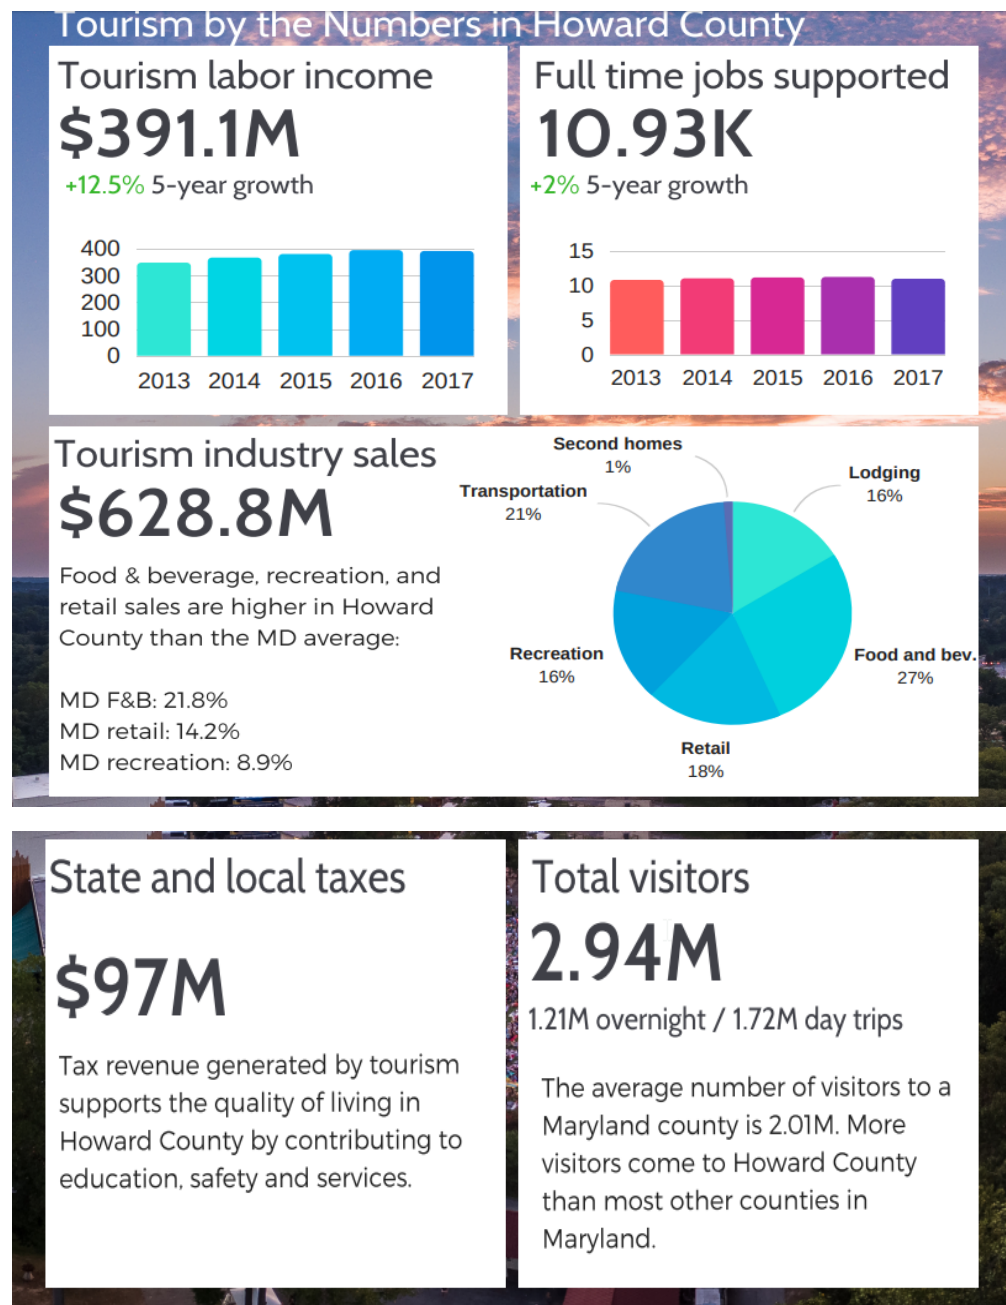 Tourism by the Numbers in Howard County
Tourism labor income
$391.1M
+12.5% 5-year growth
400
300
200
100
0
2013 2014 2015 2016 2017
Full time jobs supported
10.93K
+2% 5-year growth
15
10
5
0
2013 2014 2015 2016 2017
Tourism industry sales
$628.8M
Food & beverage, recreation, and
retail sales are higher in Howard
County than the MD average:
MD F&B: 21.8%
MD retail: 14.2%
MD recreation: 8.9%
Second homes
1%
Lodging
16%
Transportation
21%
Recreation
16%
Food and bev.
27%
Retail
18%
State and local taxes
$97M
Tax revenue generated by tourism
supports the quality of living in
Howard County by contributing to
education, safety and services.
Total visitors
2.94M
1.21M overnight / 1.72M day trips
The average number of visitors to a
Maryland county is 2.01M. More
visitors come to Howard County
than most other counties in
Maryland.